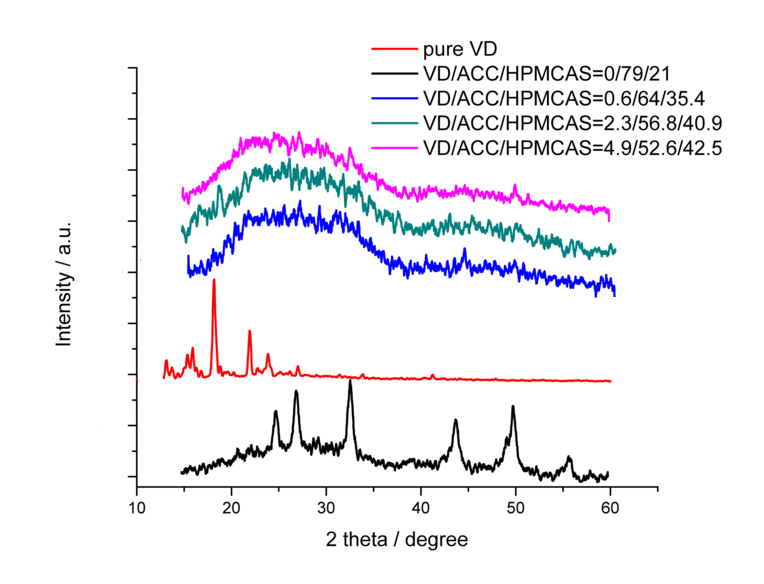 pure VD
VD/ACC/HPMCAS=0/79/21
VD/ACC/HPMCAS=0.6/64/35.4
VD/ACC/HPMCAS=2.3/56.8/40.9
VD/ACC/HPMCAS=4.9/52.6/42.5
Intensity / a.u.
10 20 30 40 50 60
2 theta / degree